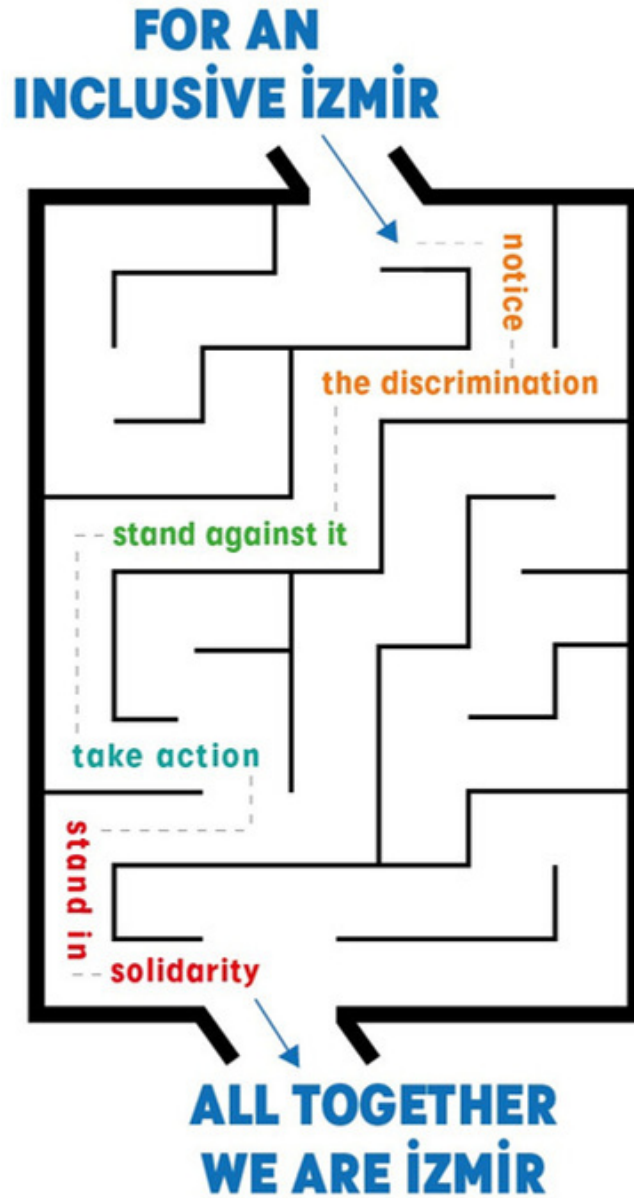 FOR AN
INCLUSİVE İZMİR
notice
the discrimination
stand against it
take action
stand in
solidarity
ALL TOGETHER
WE ARE İZMİR